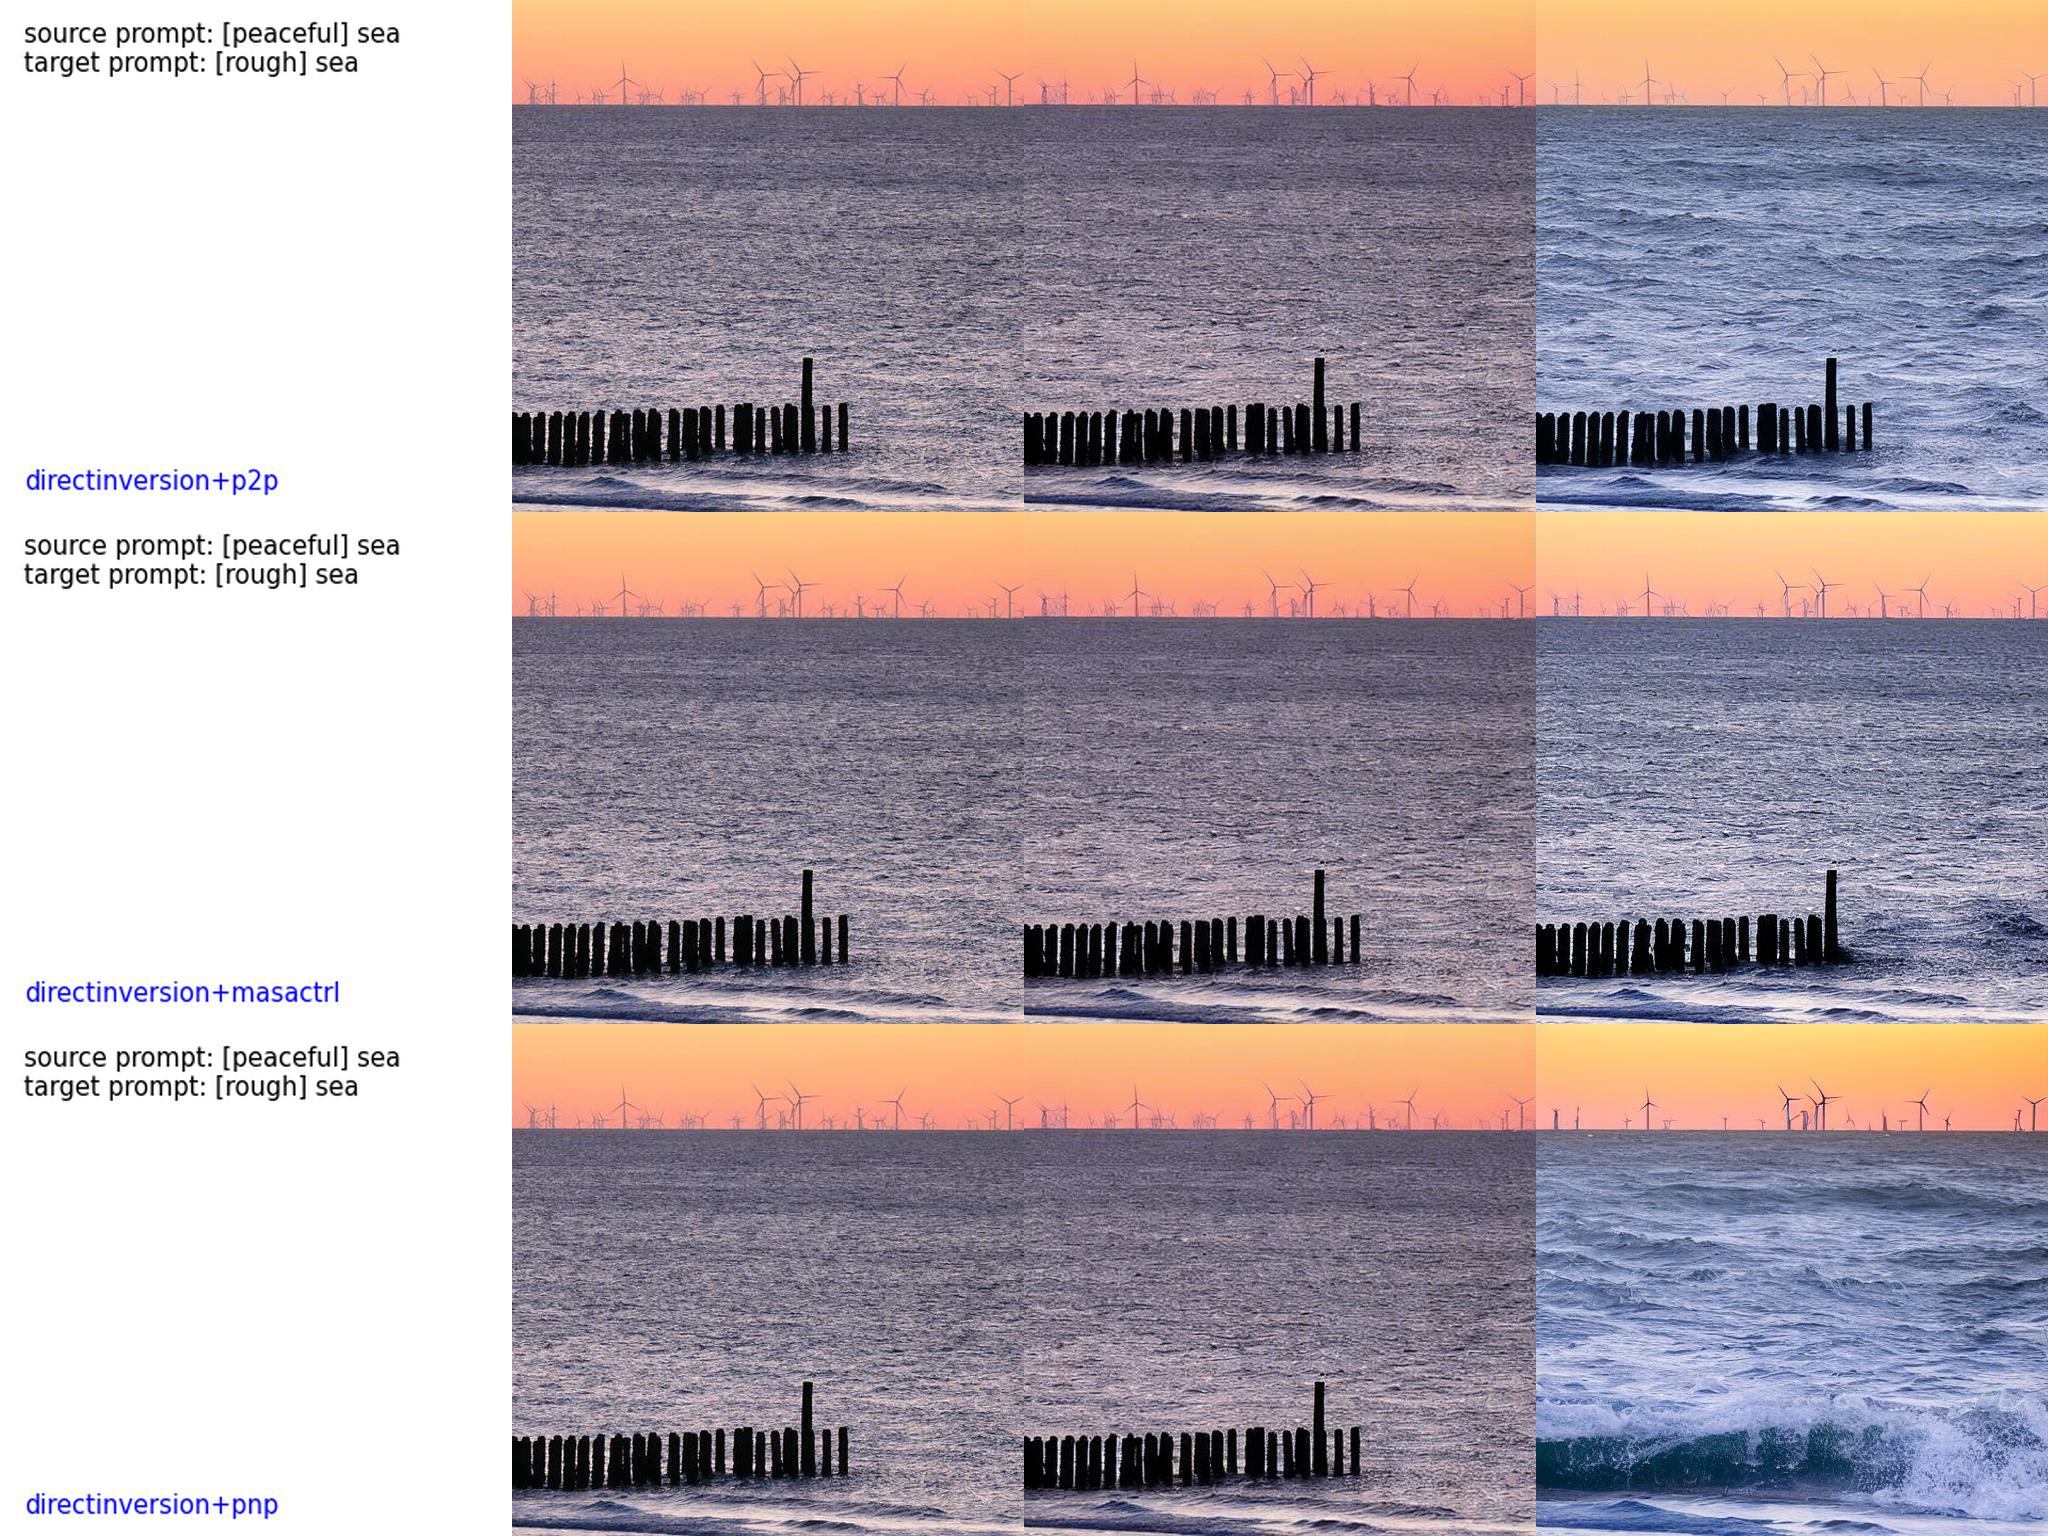 source prompt: [peaceful] sea
target prompt: [rough] sea
directinversion+p2p
source prompt: [peaceful] sea
target prompt: [rough] sea
directinversion+masactrl
source prompt: [peaceful] sea
target prompt: [rough] sea
directinversion+pnp